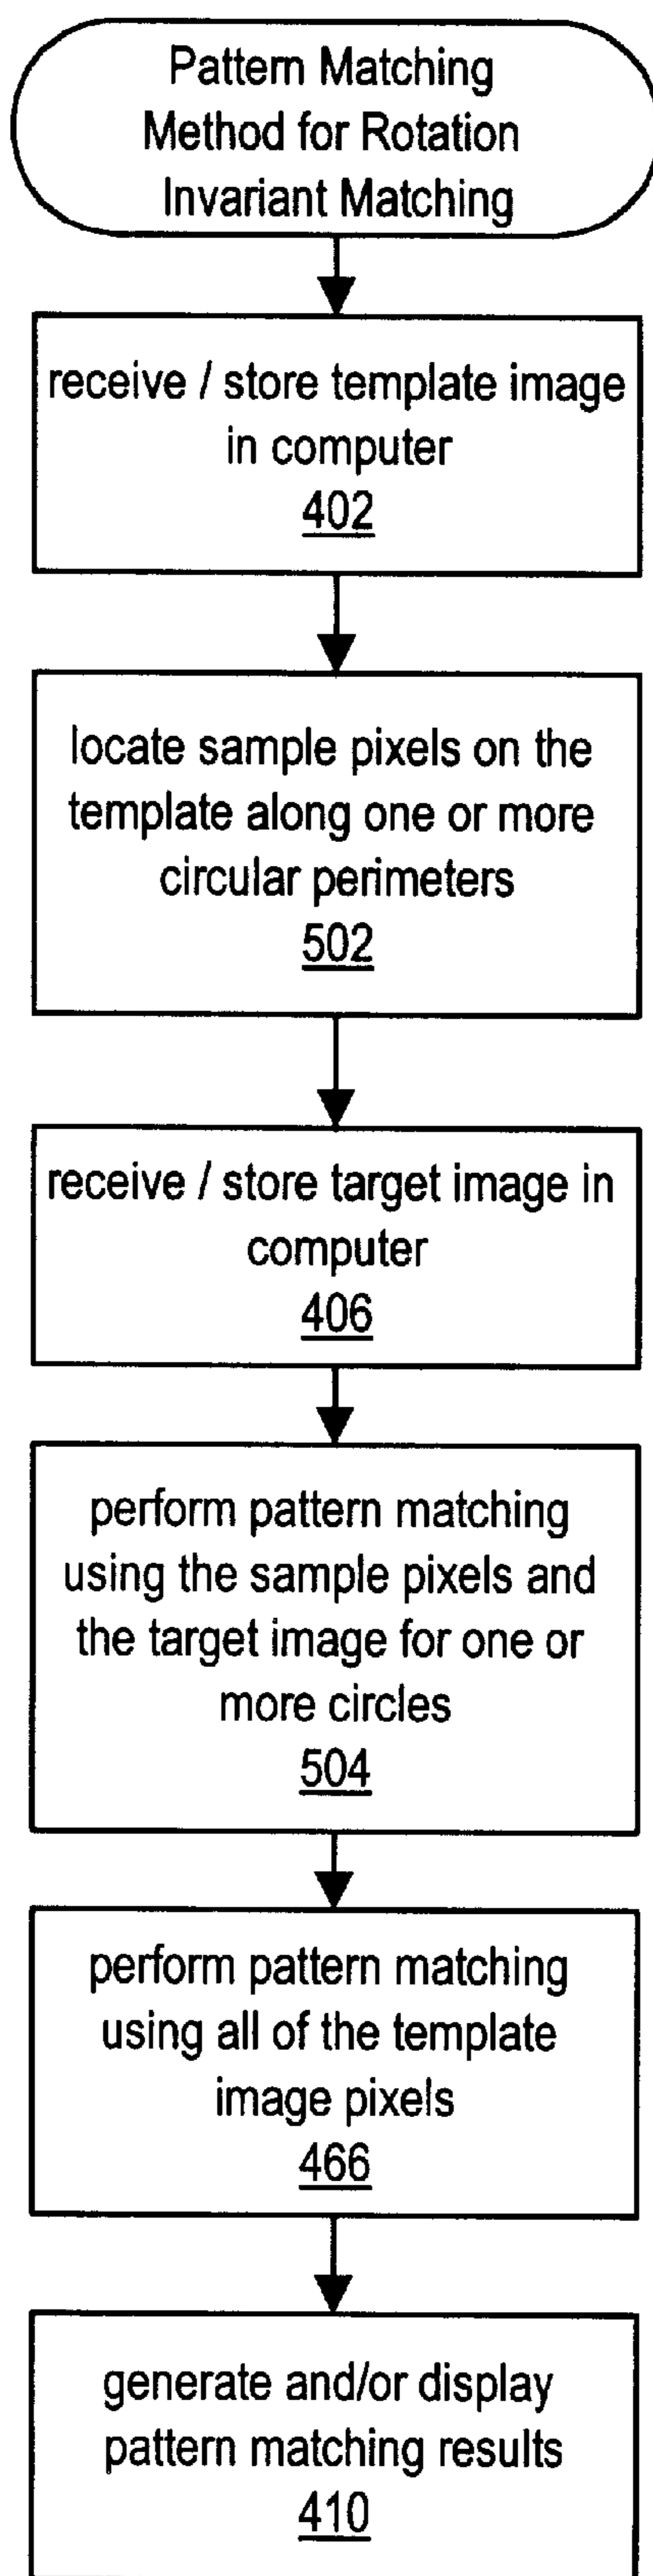 Pattern Matching
Method for Rotation
Invariant Matching
receive / store template image
in computer
402
locate sample pixels on the
template along one or more
circular perimeters
502
receive / store target image in
computer
406
perform pattern matching
using the sample pixels and
the target image for one or
more circles
504
perform pattern matching
using all of the template
image pixels
466
generate and/or display
pattern matching results
410